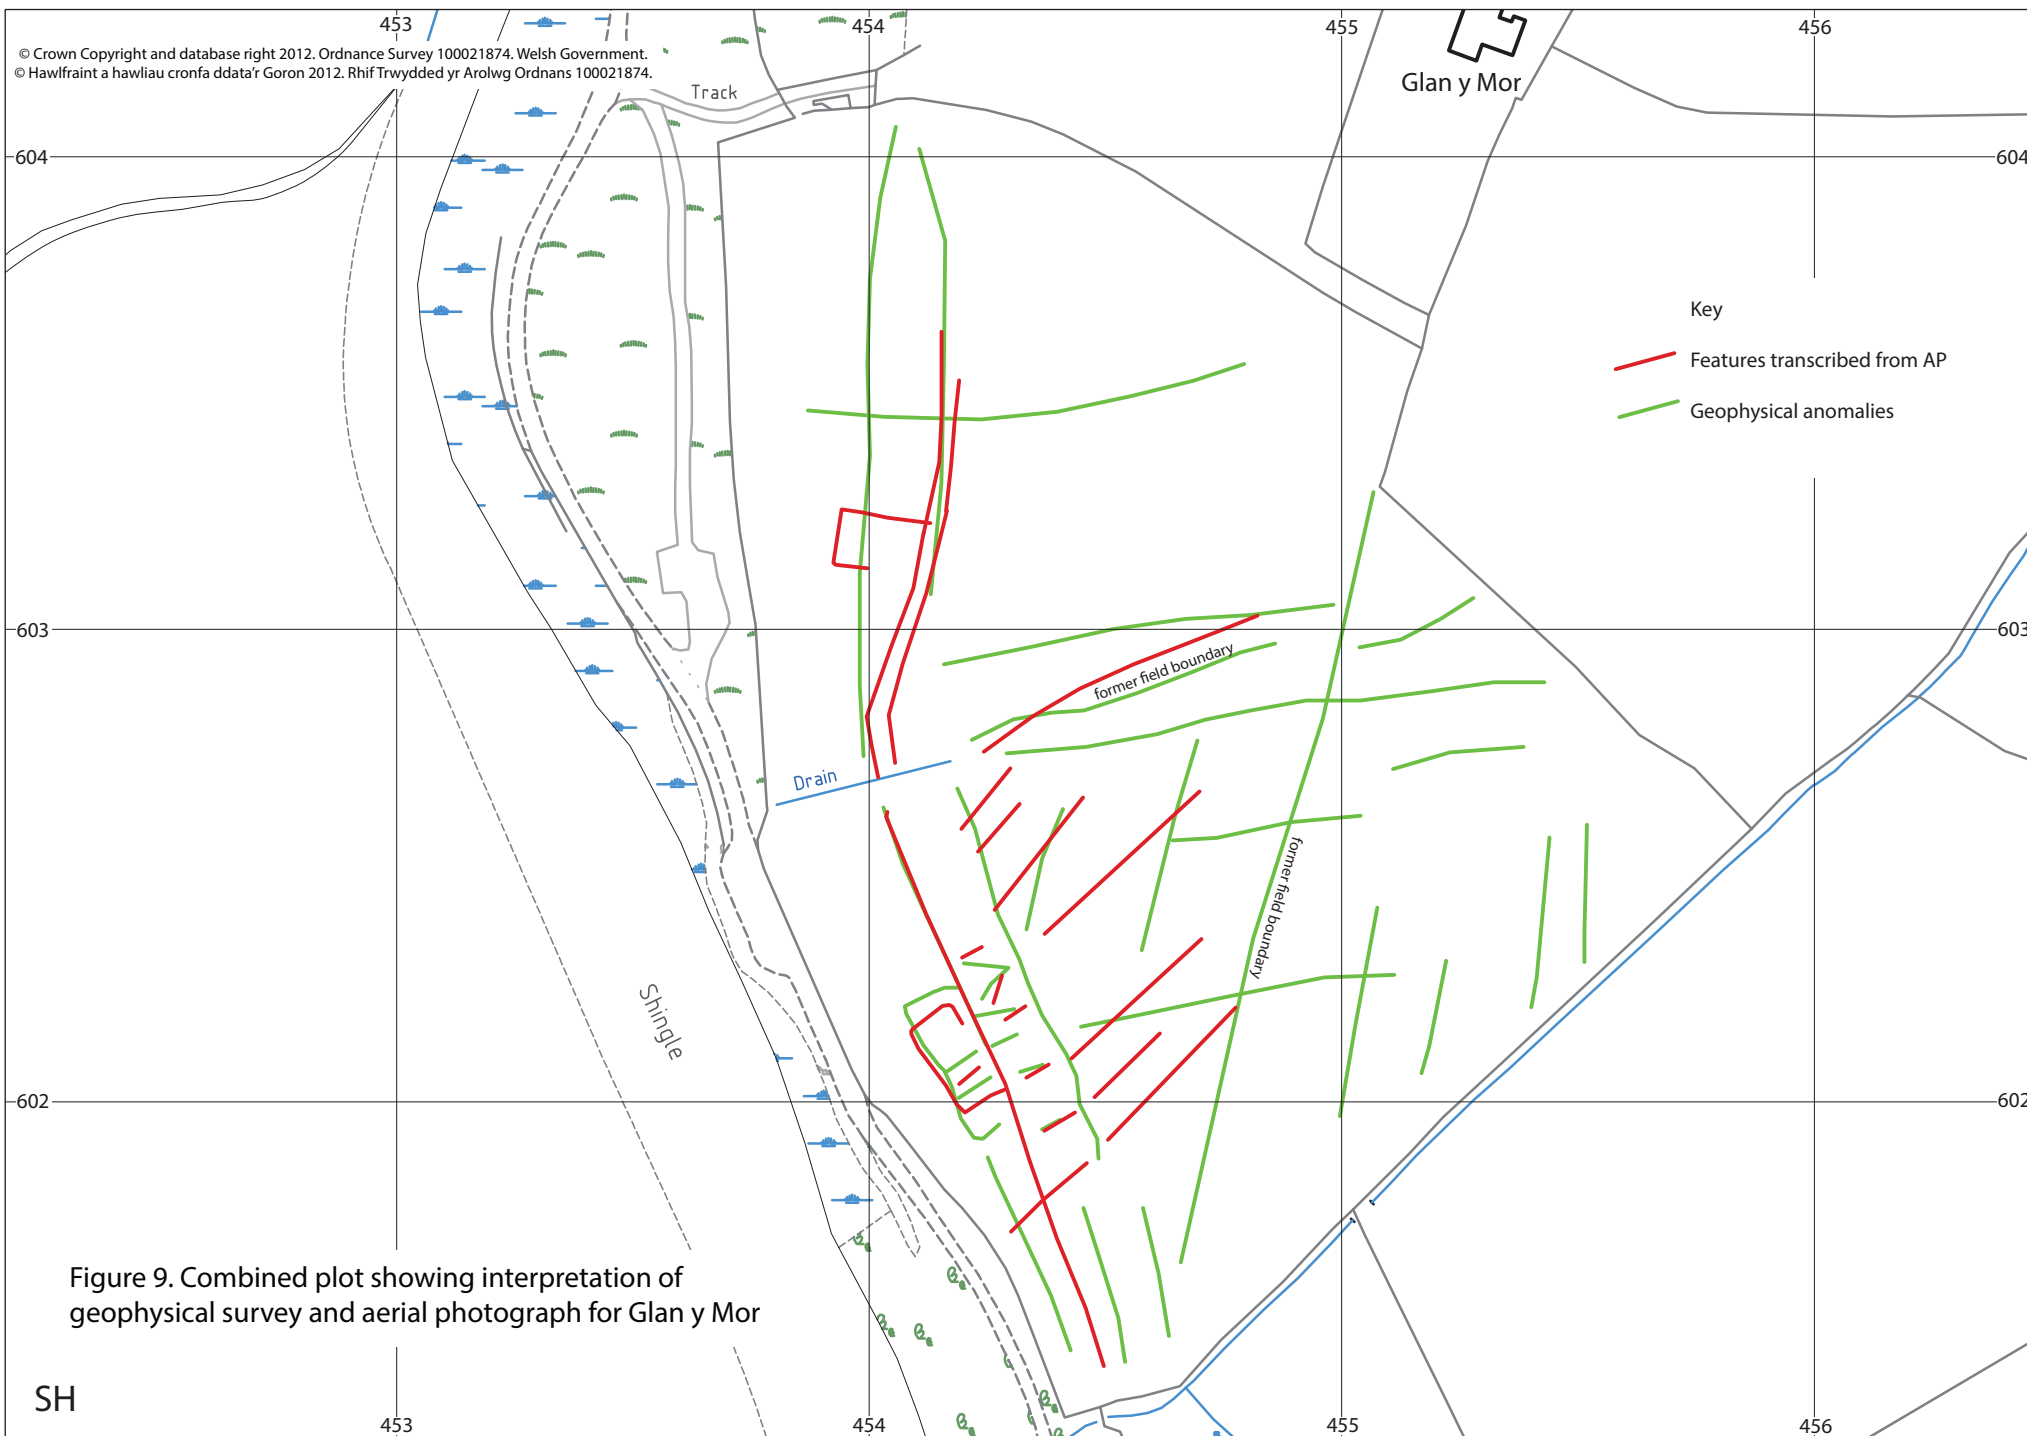 453
454
455
456
© Crown Copyright and database right 2012. Ordnance Survey 100021874. Welsh Government.
© Hawlfraint a hawliau cronfa ddata'r Goron 2012. Rhif Trwydded yr Arolwg Ordnans 100021874.
Track
Glan y Mor
604
604
Key
Features transcribed from AP
Geophysical anomalies
603
603
former field boundary
Drain
former field boundary
Shingle
602
602
Figure 9. Combined plot showing interpretation of
geophysical survey and aerial photograph for Glan y Mor
SH
453
454
455
456